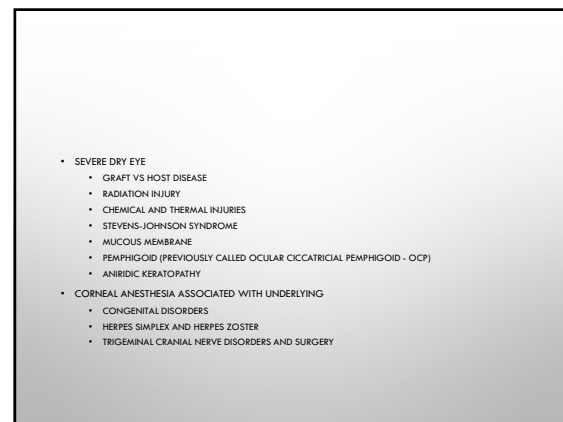 • SEVERE DRY EYE
• GRAFT VS HOST DISEASE
• RADIATION INJURY
• CHEMICAL AND THERMAL INJURIES
• STEVENS-JOHNSON SYNDROME
• MUCOUS MEMBRANE
• PEMPHIGOID (PREVIOUSLY CALLED OCULAR CICCATRICIAL PEMPHIGOID - OCP)
• ANIRIDIC KERATOPATHY
• CORNEAL ANESTHESIA ASSOCIATED WITH UNDERLYING
• CONGENITAL DISORDERS
• HERPES SIMPLEX AND HERPES ZOSTER
• TRIGEMINAL CRANIAL NERVE DISORDERS AND SURGERY